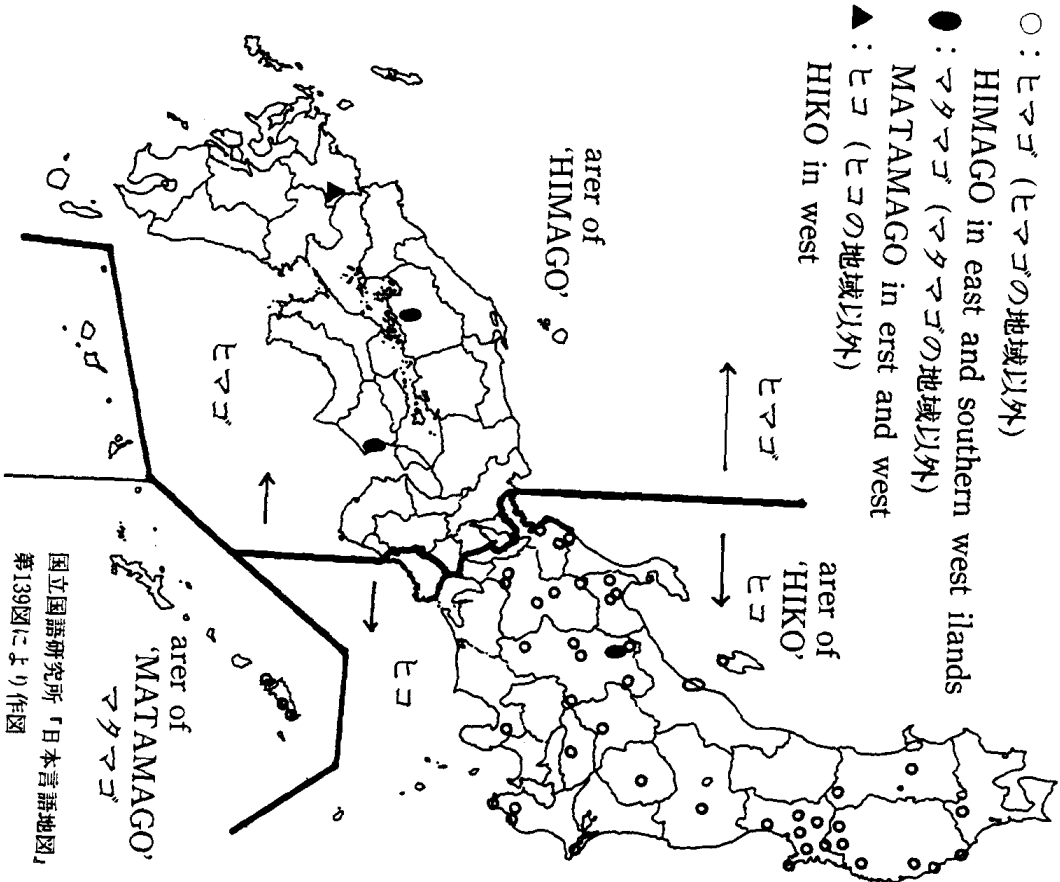 ○：ヒマゴ（ヒマゴの地域以外）
HIMAGO in east and southern west ilands
●：マタマゴ（マタマゴの地域以外）
MATAMAGO in erst and west
▲：ヒコ（ヒコの地域以外）
HIKO in west
ヒマゴ
arer of
'HIMAGO'
arer of
'HIKO'
ヒコ
ヒマゴ
ヒコ
arer of
'MATAMAGO'
マタマゴ
国立国語研究所『日本言語地図』
第139図により作図